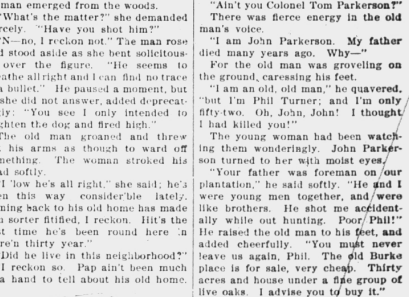 man emerged from the woods.
"What's the matter?" she demanded
rcely. "Have you shot him?"
"N—no, I reckon not." The man rose
d stood aside as she bent solicitous-
over the figure. "He seems to
eathe all right and I can find no trace
a bullet." He paused a moment, but
she did not answer, added deprecat-
ly: "You see I only intended to
ghten the dog and fired high."
The old man groaned and threw
his arms as though to ward off
mething. The woman stroked his
ad softly.
"I 'low he's all right," she said; he's
en this way consider'ble lately.
ming back to his old home has made
n sorter fitified, I reckon. Hit's the
st time he's been round here in
re'n thirty year."
Did he live in this neighborhood?"
I reckon so. Pap ain't been much
a hand to tell about his old home.
"Ain't you Colonel Tom Parkerson?"
There was fierce energy in the old
man's voice.
"I am John Parkerson. My father
died many years ago. Why—"
For the old man was groveling on
the ground, caressing his feet.
"I am an old, old man," he quavered,
"but I'm Phil Turner; and I'm only
fifty-two. Oh, John, John! I thought
I had killed you!"
The young woman had been watch-
ing them wonderingly. John Parker-
son turned to her with moist eyes.
"Your father was foreman on our
plantation," he said softly. "He and I
were young men together, and were
like brothers. He shot me accident-
ally while out hunting. Poor Phil!"
He raised the old man to his feet, and
added cheerfully. "You must never
leave us again, Phil. The old Burke
place is for sale, very cheap. Thirty
acres and house under a fine group of
live oaks. I advise you to buy it."